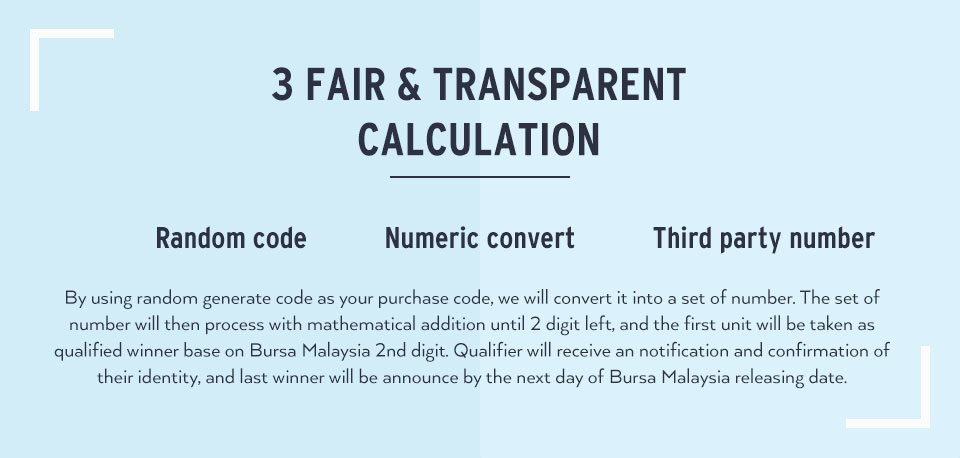 3 FAIR & TRANSPARENT
CALCULATION
Random code
Numeric convert
Third party number
By using random generate code as your purchase code, we will convert it into a set of number. The set of
number will then process with mathematical addition until 2 digit left, and the first unit will be taken as
qualified winner base on Bursa Malaysia 2nd digit. Qualifier will receive an notification and confirmation of
their identity, and last winner will be announce by the next day of Bursa Malaysia releasing date.